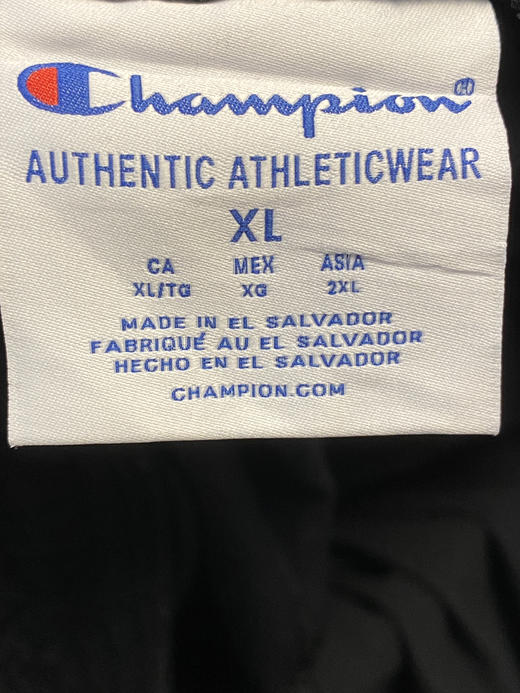 Champion®
AUTHENTIC ATHLETICWEAR
XL
CA MEX ASIA
XL/TG XG 2XL
MADE IN EL SALVADOR
FABRIQUÉ AU EL SALVADOR
HECHO EN EL SALVADOR
CHAMPION.COM